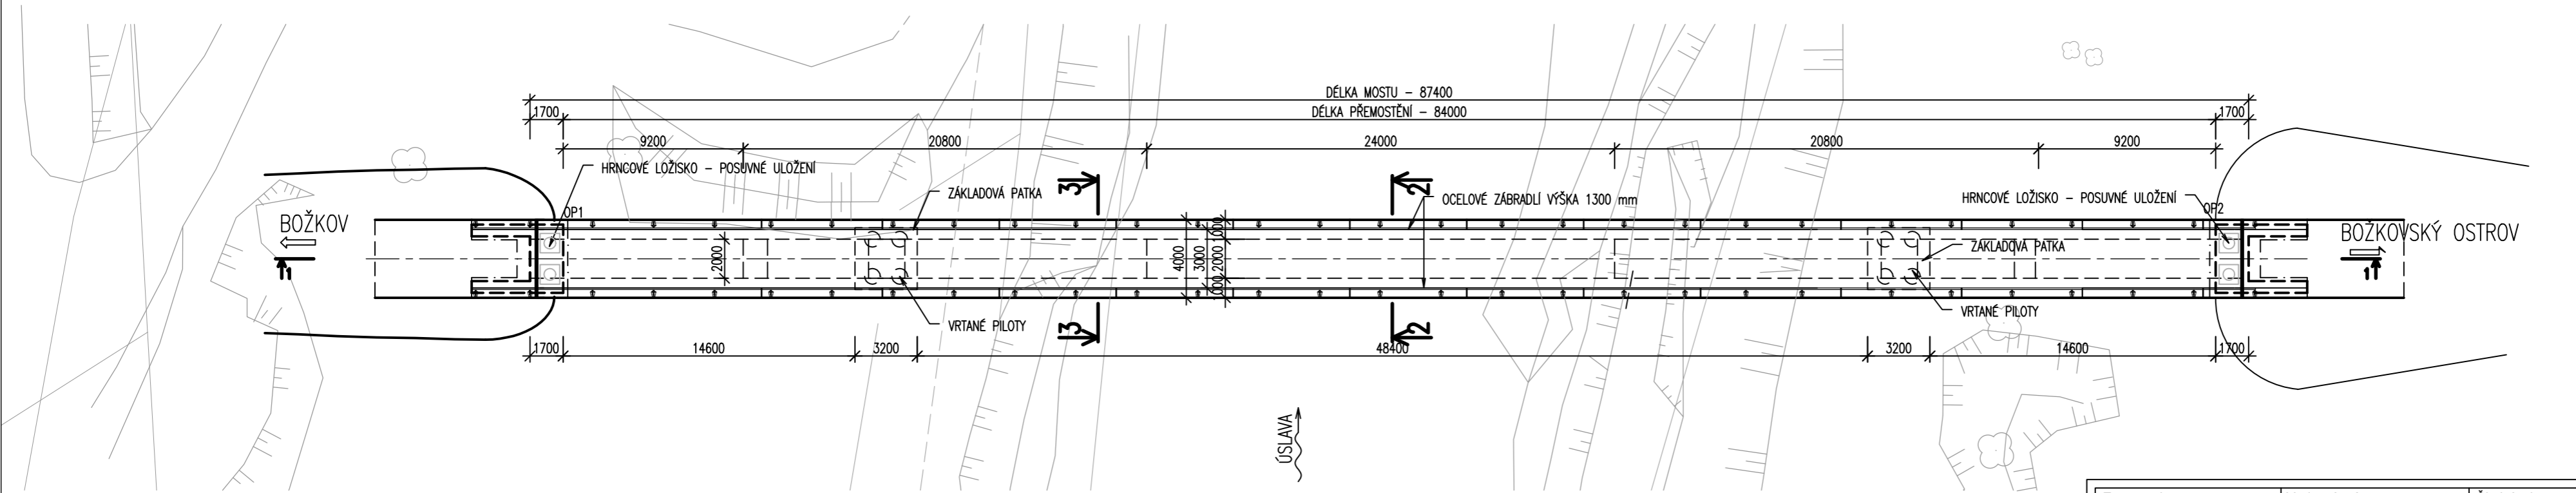 DÉLKA MOSTU – 87400
1700
DÉLKA PŘEMOSTĚNÍ – 84000
1700
9200
20800
24000
20800
9200
HRNCOVÉ LOŽISKO – POSUVNÉ ULOŽENÍ
3
ZÁKLADOVÁ PATKA
2
OCELOVÉ ZÁBRADLÍ VÝŠKA 1300 mm
HRNCOVÉ LOŽISKO – POSUVNÉ ULOŽENÍ
OP1
OP2
BOŽKOV
BOŽKOVSKÝ OSTROV
1
2000
4000
3000
1000
2000
1000
ZÁKLADOVÁ PATKA
1
VRTANÉ PILOTY
3
2
VRTANÉ PILOTY
1700
14600
3200
48400
3200
14600
1700
ÚSLAVA